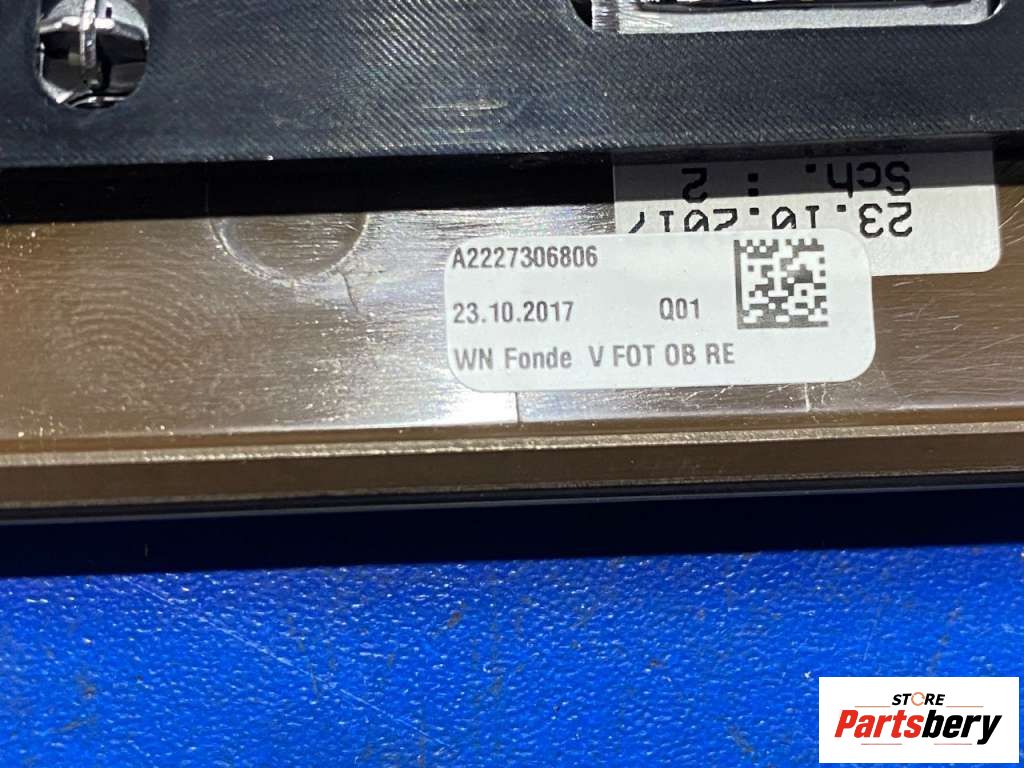 Sch. : 2
23.10.2017
A2227306806
23.10.2017 Q01
WN Fonde V FOT OB RE
STORE
Partsbery